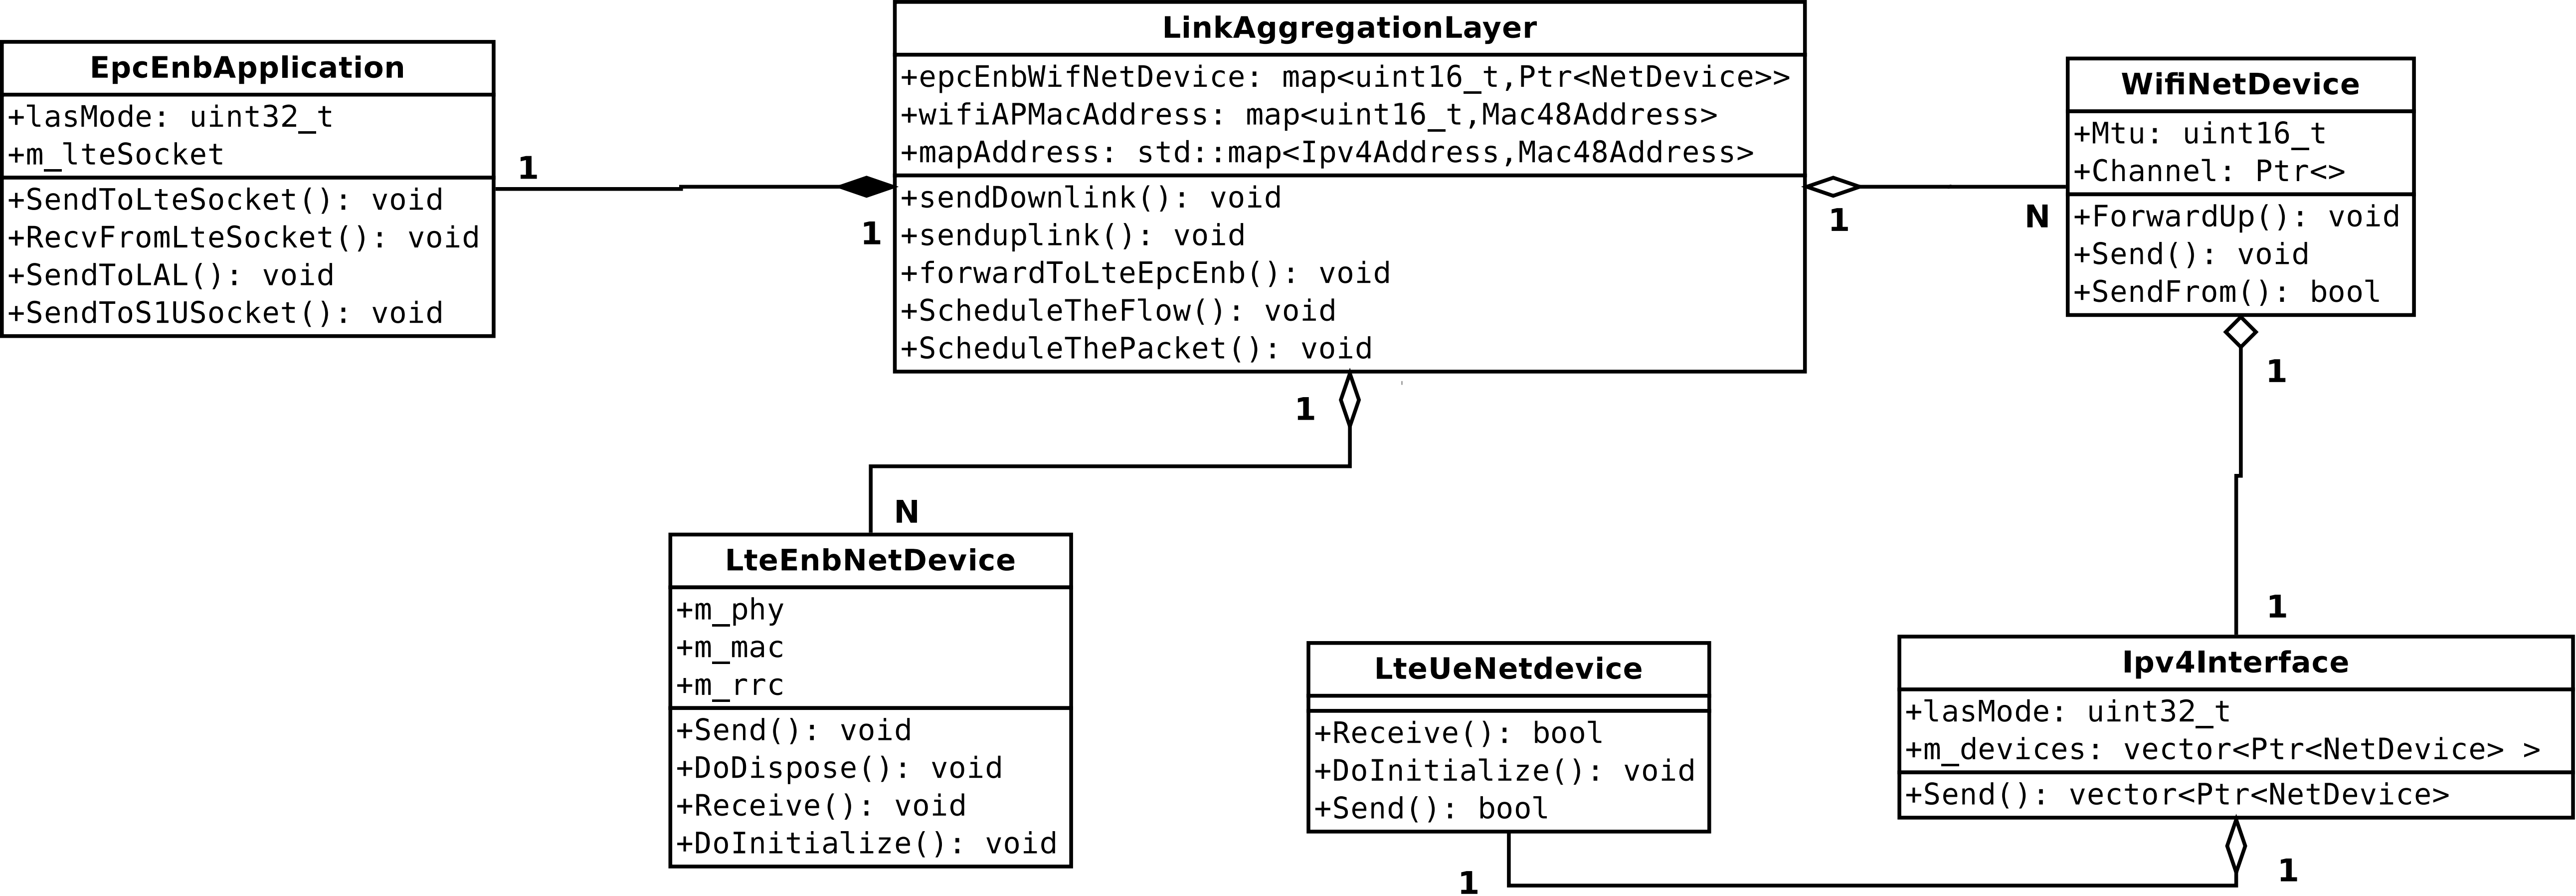 EpcEnbApplication
+lasMode: uint32_t
+m_lteSocket
+SendToLteSocket(): void
+RecvFromLteSocket(): void
+SendToLAL(): void
+SendToS1USocket(): void
1
1
LinkAggregationLayer
+epcEnbWifNetDevice: map<uint16_t,Ptr<NetDevice>>
+wifiAPMacAddress: map<uint16_t,Mac48Address>
+mapAddress: std::map<Ipv4Address,Mac48Address>
+sendDownlink(): void
+senduplink(): void
+forwardToLteEpcEnb(): void
+ScheduleTheFlow(): void
+ScheduleThePacket(): void
1
N
WifiNetDevice
+Mtu: uint16_t
+Channel: Ptr<>
+ForwardUp(): void
+Send(): void
+SendFrom(): bool
1
1
1
N
LteEnbNetDevice
+m_phy
+m_mac
+m_rrc
+Send(): void
+DoDispose(): void
+Receive(): void
+DoInitialize(): void
LteUeNetdevice
+Receive(): bool
+DoInitialize(): void
+Send(): bool
1
Ipv4Interface
+lasMode: uint32_t
+m_devices: vector<Ptr<NetDevice> >
+Send(): vector<Ptr<NetDevice>
1